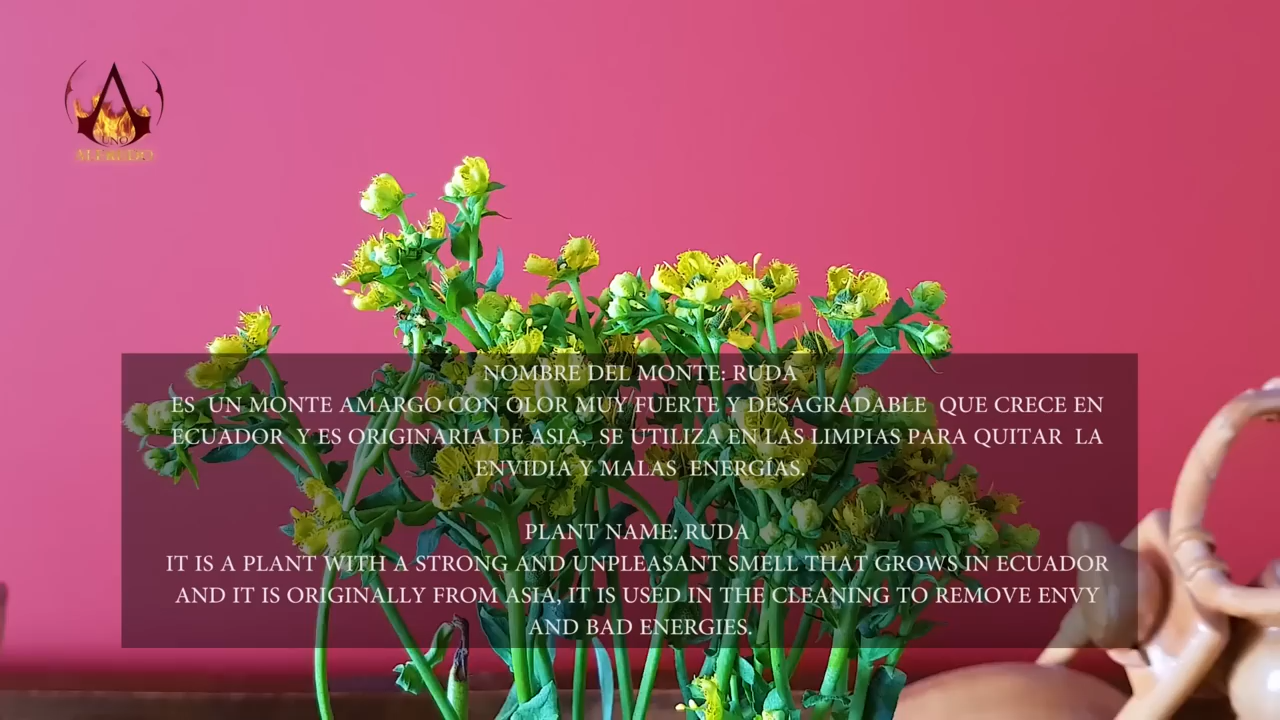 UNO
NOMBRE DEL MONTE: RUDA
ES UN MONTE AMARGO CON OLOR MUY FUERTE Y DESAGRADABLE QUE CRECE EN
ECUADOR Y ES ORIGINARIA DE ASIA, SE UTILIZA EN LAS LIMPIAS PARA QUITAR LA
ENVIDIA Y MALAS ENERGÍAS.
PLANT NAME: RUDA
IT IS A PLANT WITH A STRONG AND UNPLEASANT SMELL THAT GROWS IN ECUADOR
AND IT IS ORIGINALLY FROM ASIA, IT IS USED IN THE CLEANING TO REMOVE ENVY
AND BAD ENERGIES.